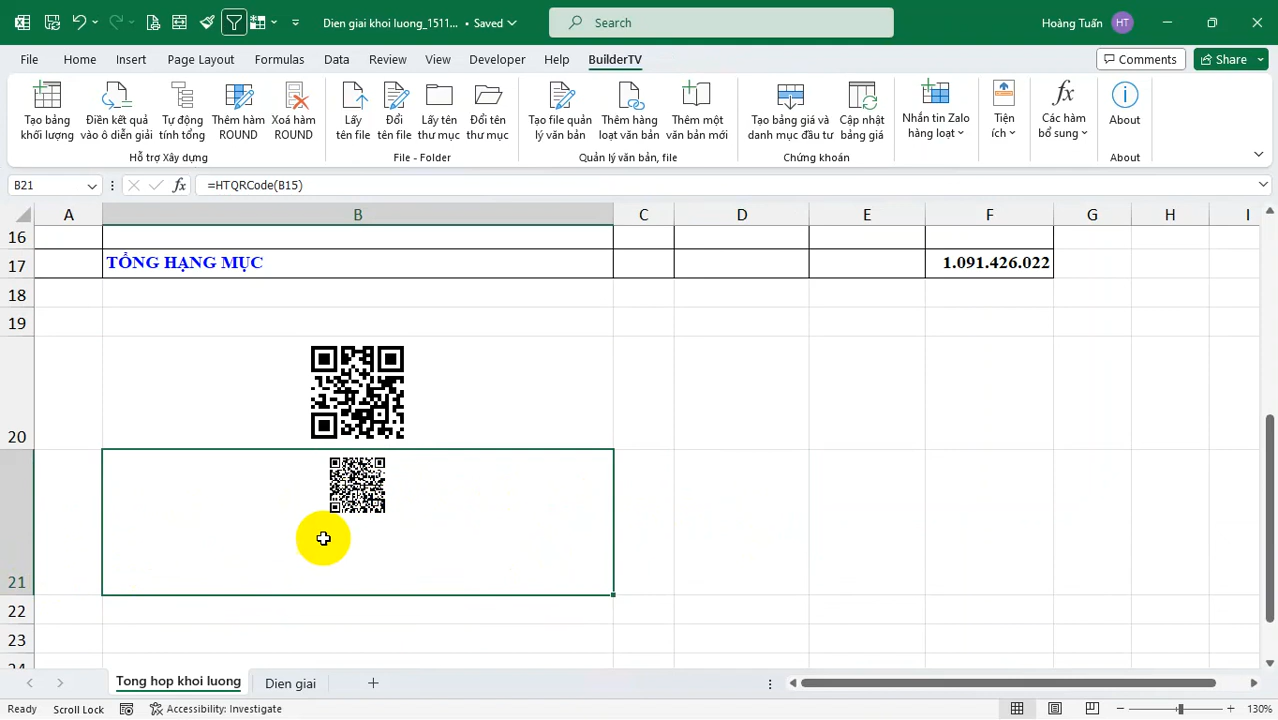 Dien giai khoi luong_1511... • Saved
Search
Hoàng Tuấn HT
File Home Insert Page Layout Formulas Data Review View Developer Help BuilderTV Comments Share
Tạo bảng khối lượng
Điền kết quả vào ô diễn giải
Tự động tính tổng
Thêm hàm ROUND
Xoá hàm ROUND
Lấy tên file
Đổi tên file
Lấy tên thư mục
Đổi tên thư mục
Tạo file quản lý văn bản
Thêm hàng loạt văn bản
Thêm một văn bản mới
Tạo bảng giá và danh mục đầu tư
Cập nhật bảng giá
Nhắn tin Zalo hàng loạt
Tiện ích
Các hàm bổ sung
About
Hỗ trợ Xây dựng File - Folder Quản lý văn bản, file Chứng khoán About
B21 fx =HTQRCode(B15)
A B C D E F G H I
16
17 TỔNG HẠNG MỤC 1.091.426.022
18
19
20
21
22
23
24
Tong hop khoi luong Dien giai
Ready Scroll Lock Accessibility: Investigate 130%